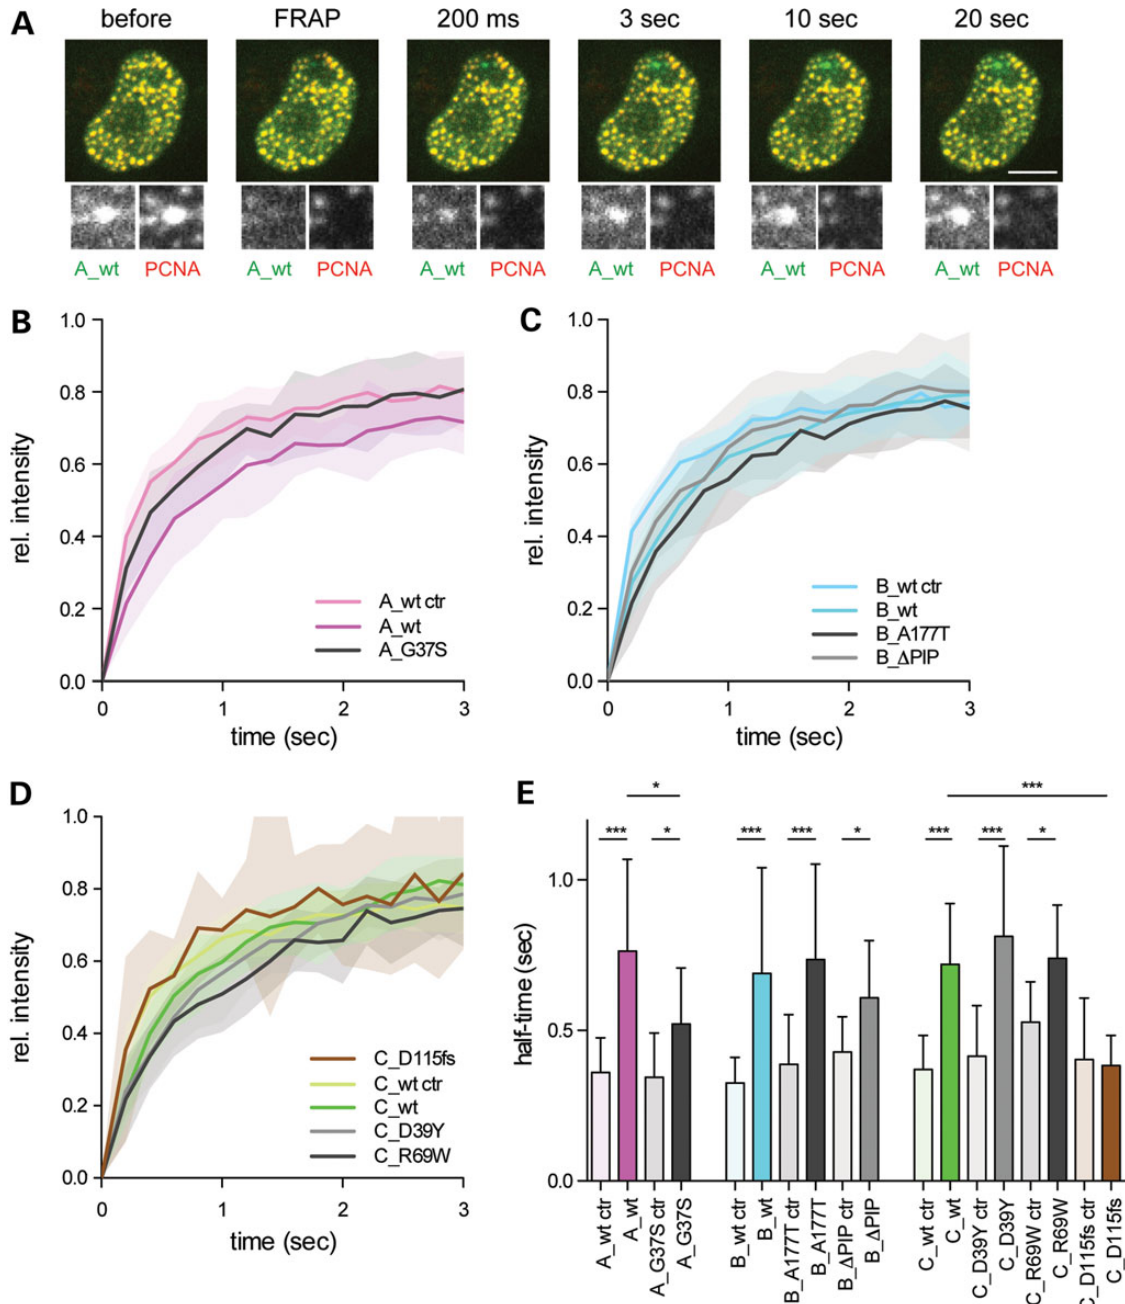 A
before FRAP 200 ms 3 sec 10 sec 20 sec
A_wt PCNA A_wt PCNA A_wt PCNA A_wt PCNA A_wt PCNA A_wt PCNA
B
1.0
0.8
0.6
0.4
0.2
0.0
rel. intensity
0 1 2 3
time (sec)
A_wt ctr
A_wt
A_G37S
C
1.0
0.8
0.6
0.4
0.2
0.0
rel. intensity
0 1 2 3
time (sec)
B_wt ctr
B_wt
B_A177T
B_ΔPIP
D
1.0
0.8
0.6
0.4
0.2
0.0
rel. intensity
0 1 2 3
time (sec)
C_D115fs
C_wt ctr
C_wt
C_D39Y
C_R69W
E
* ***
*** * *** *** * *** *** *
1.0
0.5
0.0
half-time (sec)
A_wt ctr
A_wt
A_G37S ctr
A_G37S
B_wt ctr
B_wt
B_A177T ctr
B_A177T
B_ΔPIP ctr
B_ΔPIP
C_wt ctr
C_wt
C_D39Y ctr
C_D39Y
C_R69W ctr
C_R69W
C_D115fs ctr
C_D115fs